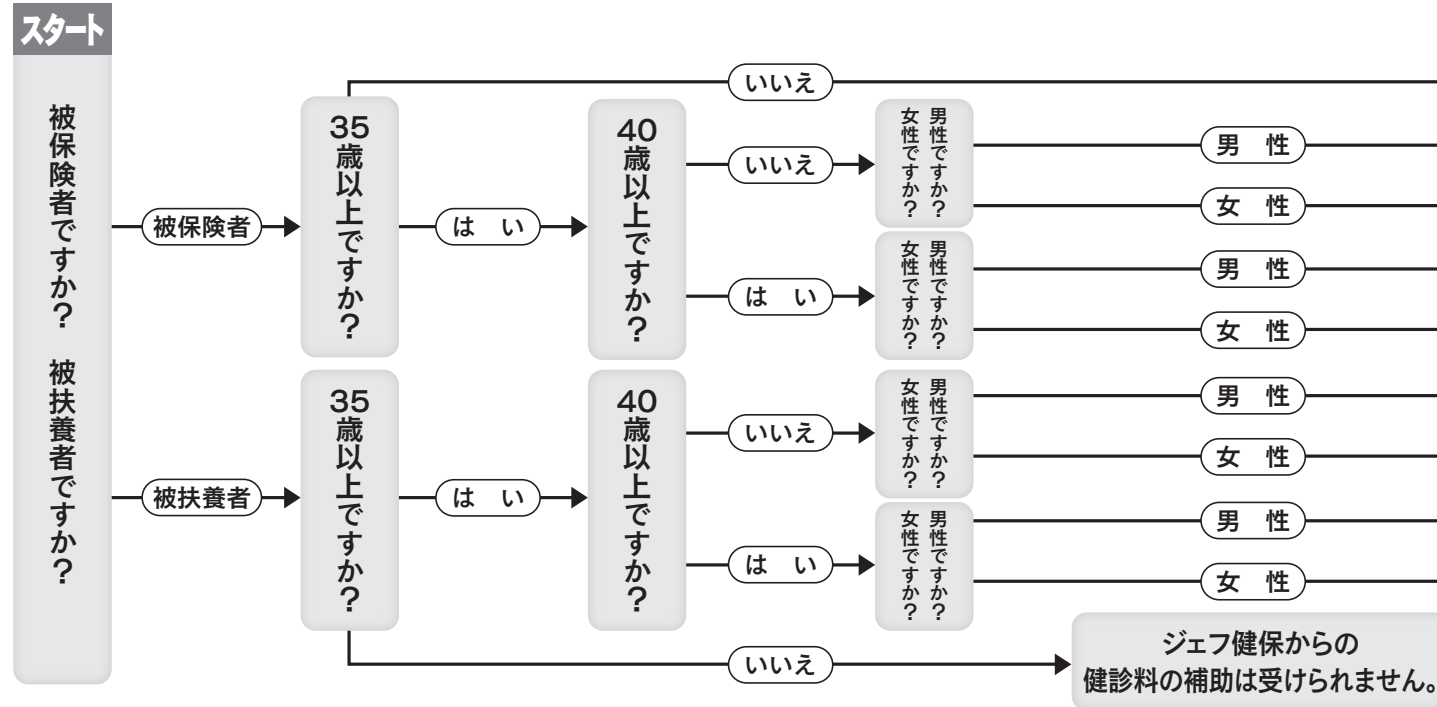 スタート
被保険者ですか? 被扶養者ですか?
被保険者
35歳以上ですか?
いいえ
は い
40歳以上ですか?
いいえ
男性ですか?
女性ですか?
男 性
女 性
は い
男性ですか?
女性ですか?
男 性
女 性
被扶養者
35歳以上ですか?
は い
40歳以上ですか?
いいえ
男性ですか?
女性ですか?
男 性
女 性
は い
男性ですか?
女性ですか?
男 性
女 性
いいえ
ジェフ健保からの
健診料の補助は受けられません。